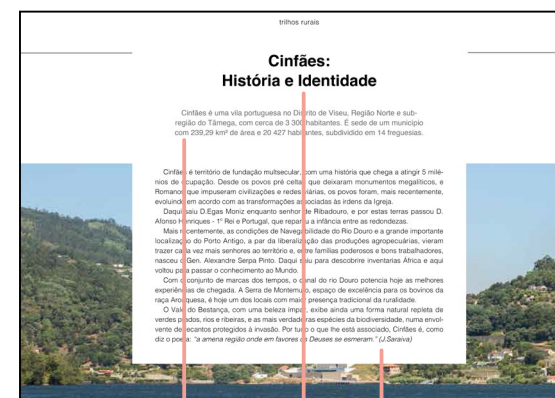 trilhos rurais
Cinfães:
História e Identidade
Cinfães é uma vila portuguesa no Distrito de Viseu, Região Norte e sub-
região do Tâmega, com cerca de 3 300 habitantes. É sede de um município
com 239,29 km² de área e 20 427 habitantes, subdividido em 14 freguesias.
Cinfães é território de fundação multsecular, com uma história que chega a atingir 5 milé-
nios de ocupação. Desde os povos pré celtas que deixaram monumentos megalíticos, e
Romanos que impuseram civilizações e redes viárias, os povos foram, mais recentemente,
evoluindo em acordo com as transformações associadas às irdens da Igreja.
Daqui saiu D.Egas Moniz enquanto senhor de Ribadouro, e por estas terras passou D.
Afonso Henriques - 1º Rei e Portugal, que repartiu a infância entre as redondezas.
Mais recentemente, as condições de Navegabilidade do Rio Douro e a grande importante
localização do Porto Antigo, a par da liberalização das produções agropecuárias, vieram
trazer cada vez mais senhores ao território e, entre famílias poderosos e bons trabalhadores,
nasceu o Gen. Alexandre Serpa Pinto. Daqui saiu para descobrire inventarias África e aqui
voltou para passar o conhecimento ao Mundo.
Com o conjunto de marcas dos tempos, o canal do rio Douro potencia hoje as melhores
experiências de chegada. A Serra de Montemuro, espaço de excelência para os bovinos da
raça Arouquesa, é hoje um dos locais com maior presença tradicional da ruralidade.
O Vale do Bestança, com uma beleza impar, exibe ainda uma forma natural repleta de
verdes prados, rios e ribeiras, e as mais verdadeiras espécies da biodiversidade, numa envol-
vente de recantos protegidos à invasão. Por tudo o que lhe está associado, Cinfães é, como
diz o poeta: "a amena região onde em favores os Deuses se esmeram." (J.Saraiva)